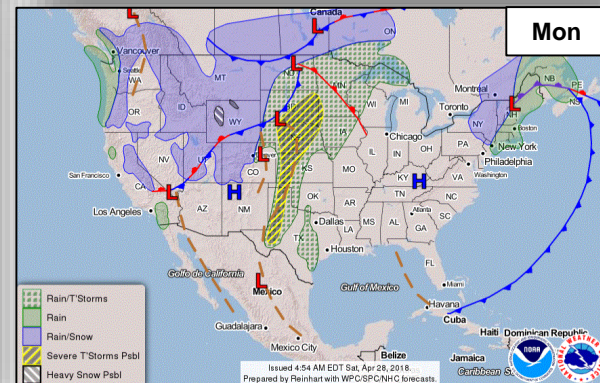 Mon
Canada
ON
Vancouver
Seattle
WA
MT
ND
MN
Montreal
NB
PE
NS
OR
ID
WY
WI
MI
Toronto
NY
NH
Boston
IA
Chicago
New York
NV
UT
Denver
CO
KS
MO
IL
IN
OH
PA
Philadelphia
San Francisco
CA
KY
VA
Washington
H
H
Los Angeles
AZ
NM
OK
AR
TN
NC
Atlanta
SC
Dallas
TX
LA
MS
AL
GA
Houston
FL
Golfo de California
Gulf of Mexico
Miami
Mexico
Havana
Cuba
Guadalajara
Mexico City
Belize
Haiti
Dominican Republic
Jamaica
Caribbean
L
L
L
L
L
L
L
L
Rain/T'Storms
Rain
Rain/Snow
Severe T'Storms Psbl
Heavy Snow Psbl
Issued 4:54 AM EDT Sat, Apr 28, 2018.
Prepared by Reinhart with WPC/SPC/NHC forecasts.
NOAA